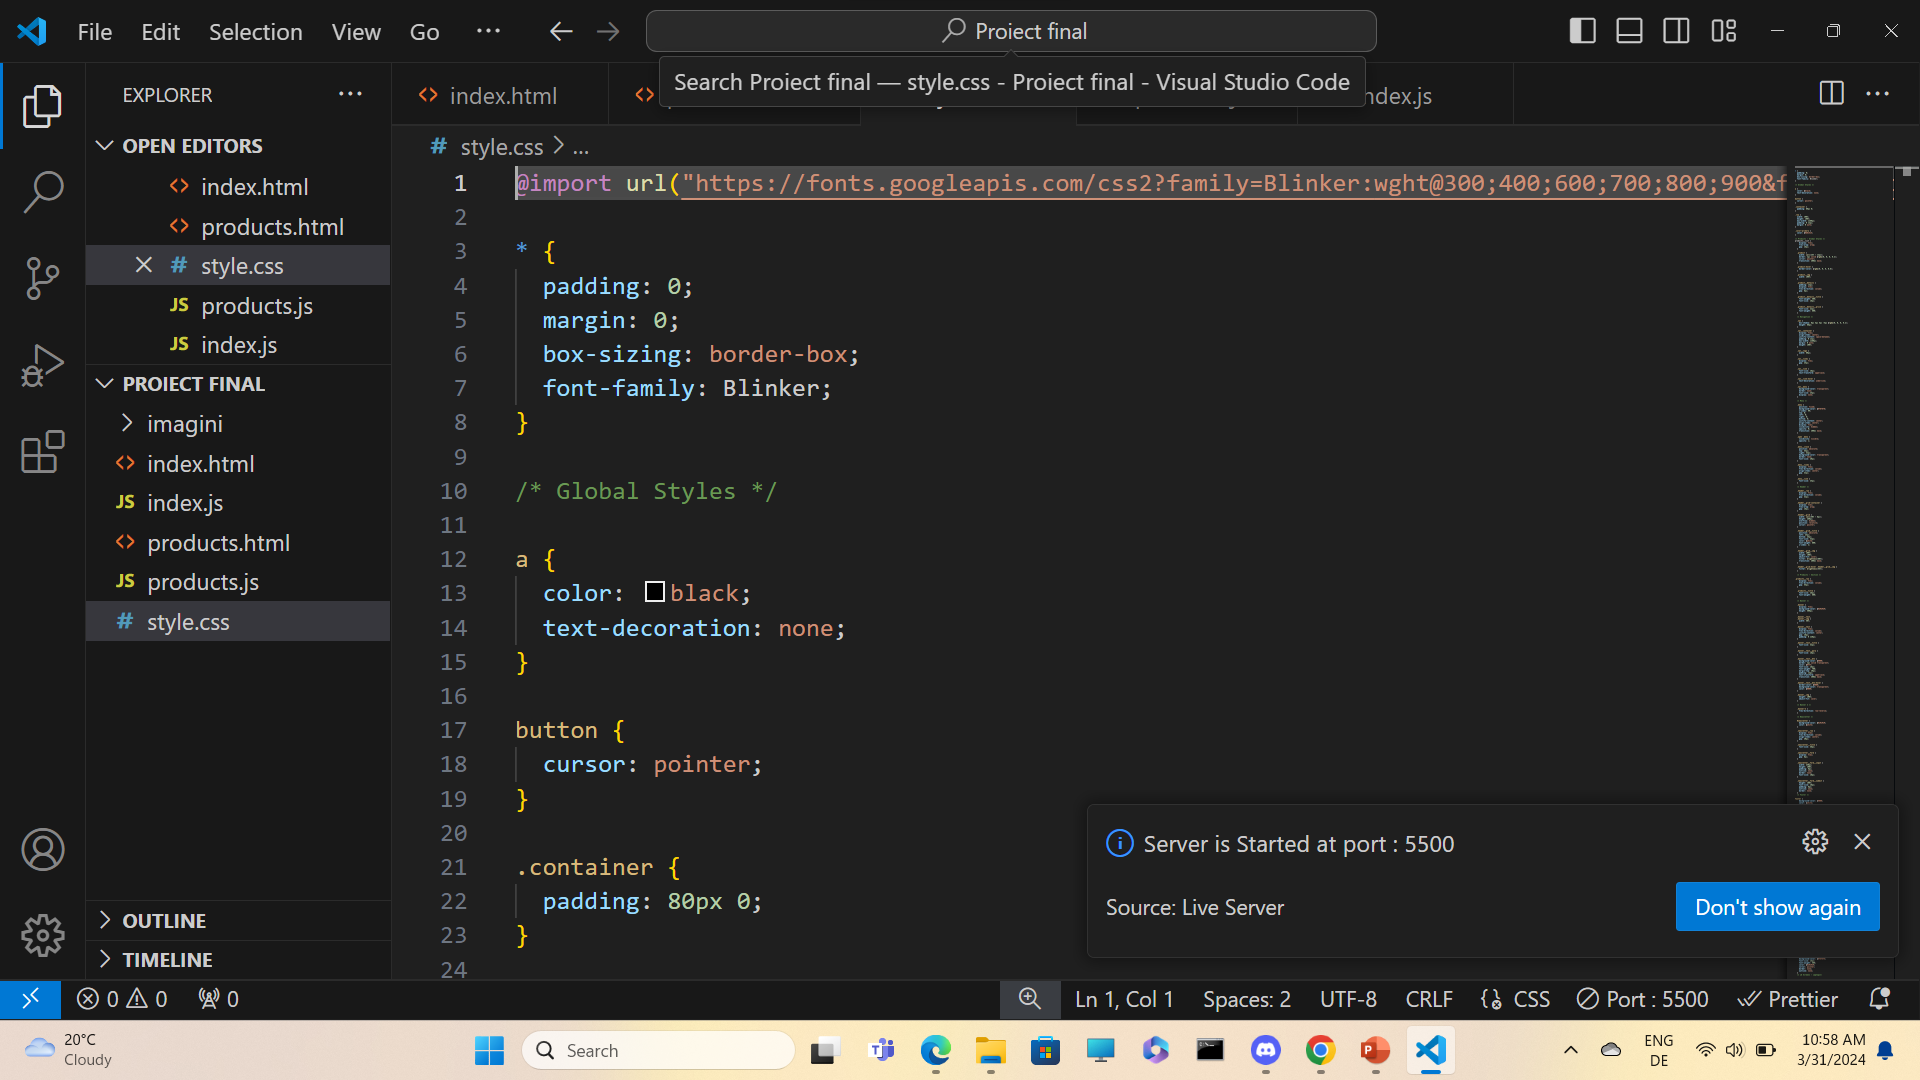 File Edit Selection View Go ··· Proiect final
Search Proiect final — style.css - Proiect final - Visual Studio Code
EXPLORER
index.html
OPEN EDITORS
index.html
products.html
style.css
JS products.js
JS index.js
PROIECT FINAL
imagini
index.html
JS index.js
products.html
JS products.js
# style.css
OUTLINE
TIMELINE
# style.css > ...
1 @import url("https://fonts.googleapis.com/css2?family=Blinker:wght@300;400;600;700;800;900&f
2
3 * {
4 padding: 0;
5 margin: 0;
6 box-sizing: border-box;
7 font-family: Blinker;
8 }
9
10 /* Global Styles */
11
12 a {
13 color: black;
14 text-decoration: none;
15 }
16
17 button {
18 cursor: pointer;
19 }
20
21 .container {
22 padding: 80px 0;
23 }
24
Server is Started at port : 5500
Source: Live Server
Don't show again
0 0 0 Ln 1, Col 1 Spaces: 2 UTF-8 CRLF CSS Port : 5500 Prettier
20°C
Cloudy
Search
ENG
DE
10:58 AM
3/31/2024